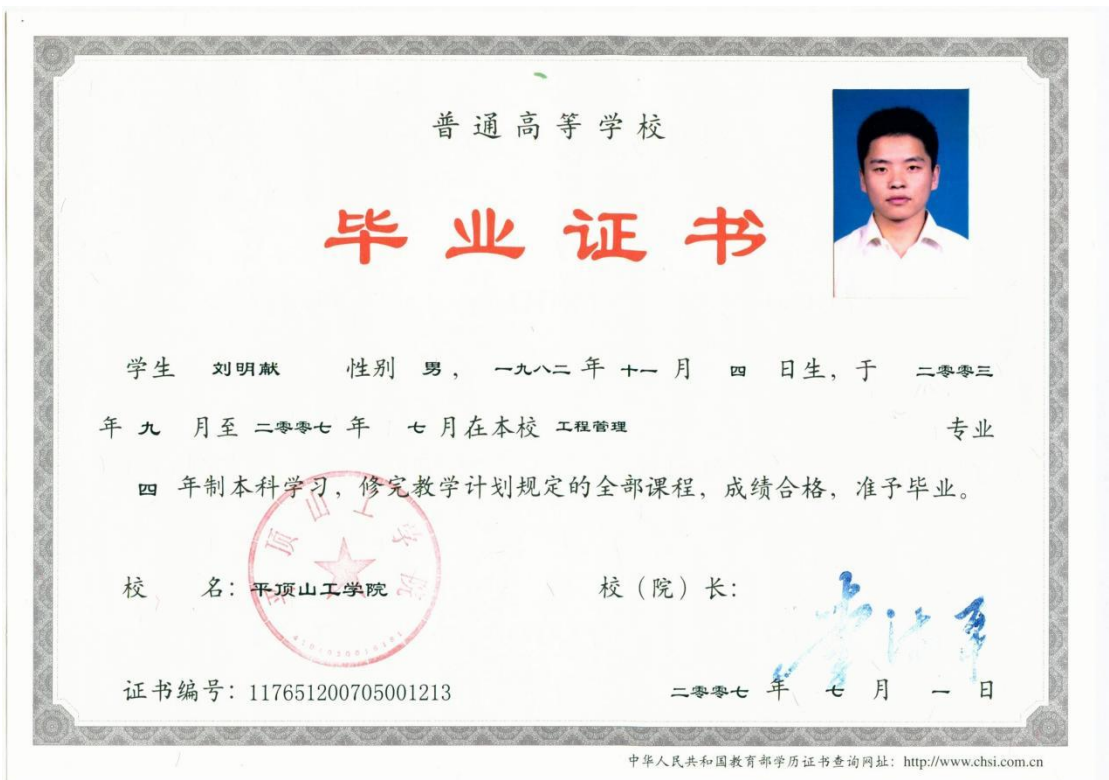 普通高等学校
毕业证书
学生 刘明献 性别 男, 一九八二 年 十一 月 四 日生, 于 二零零三
年 九 月至 二零零七 年 七 月在本校 工程管理 专业
四 年制本科学习, 修完教学计划规定的全部课程, 成绩合格, 准予毕业。
平顶山工学院
校 名: 平顶山工学院 校（院）长:
证书编号: 117651200705001213 二零零七 年 七 月 一 日
中华人民共和国教育部学历证书查询网址: http://www.chsi.com.cn